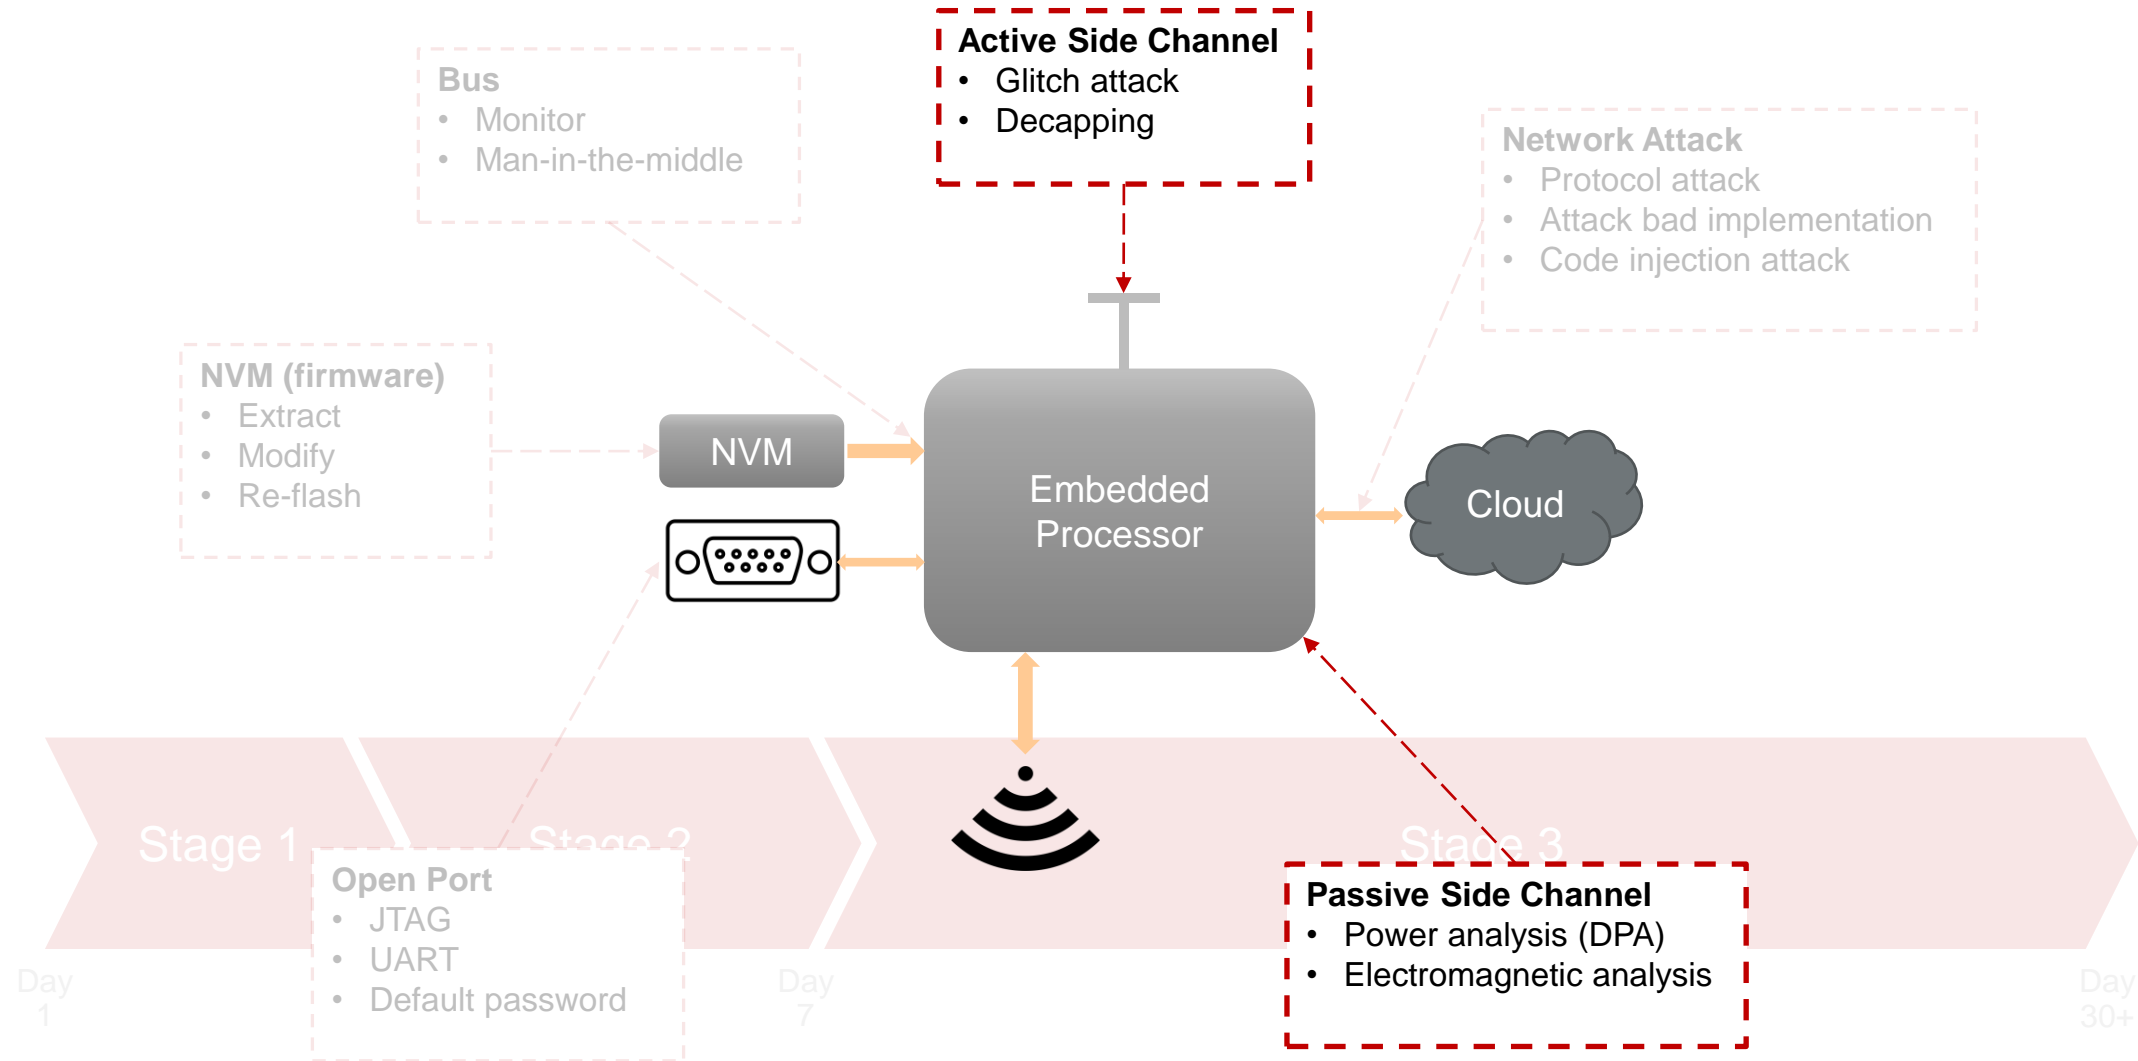 Active Side Channel
• Glitch attack
• Decapping
Bus
• Monitor
• Man-in-the-middle
Network Attack
• Protocol attack
• Attack bad implementation
• Code injection attack
NVM (firmware)
• Extract
• Modify
• Re-flash
NVM
Embedded
Processor
Cloud
Stage 1
Stage 2
Stage 3
Open Port
• JTAG
• UART
• Default password
Passive Side Channel
• Power analysis (DPA)
• Electromagnetic analysis
Day
1
Day
7
Day
30+